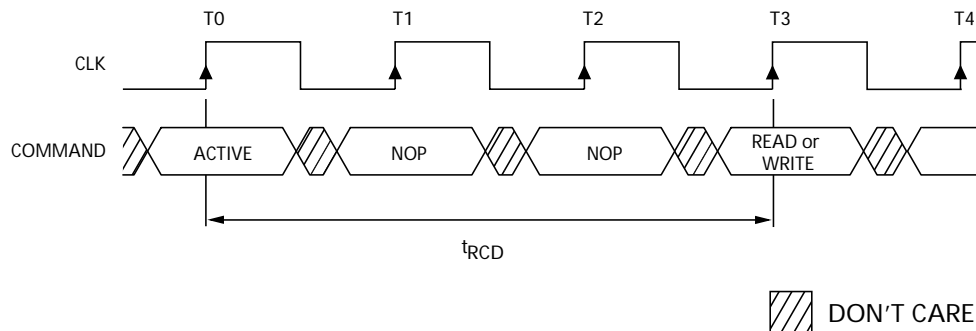 T0 T1 T2 T3 T4
CLK
COMMAND ACTIVE NOP NOP READ or
WRITE
tRCD
DON'T CARE